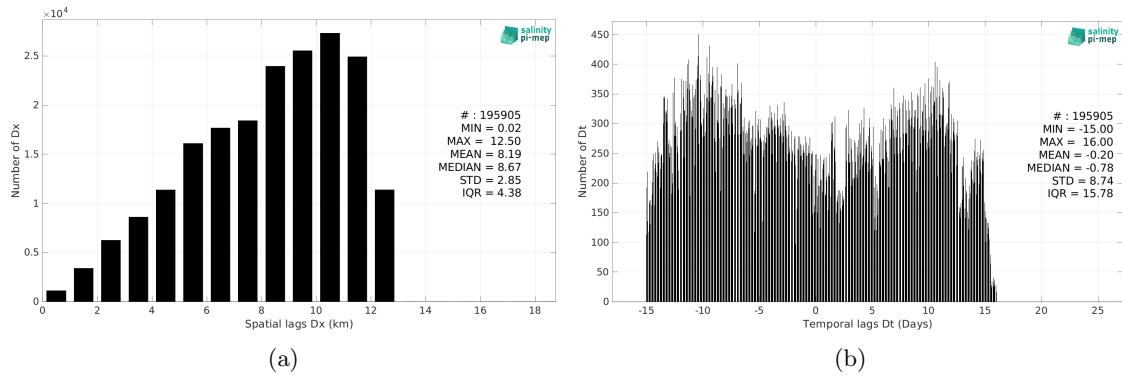 ×10⁴
salinity
pi-mep
2.5
2
1.5
1
0.5
0
Number of Dx
# : 195905
MIN = 0.02
MAX = 12.50
MEAN = 8.19
MEDIAN = 8.67
STD = 2.85
IQR = 4.38
0 2 4 6 8 10 12 14 16 18
Spatial lags Dx (km)
(a)
salinity
pi-mep
450
400
350
300
250
200
150
100
50
0
Number of Dt
# : 195905
MIN = -15.00
MAX = 16.00
MEAN = -0.20
MEDIAN = -0.78
STD = 8.74
IQR = 15.78
-15 -10 -5 0 5 10 15 20 25
Temporal lags Dt (Days)
(b)